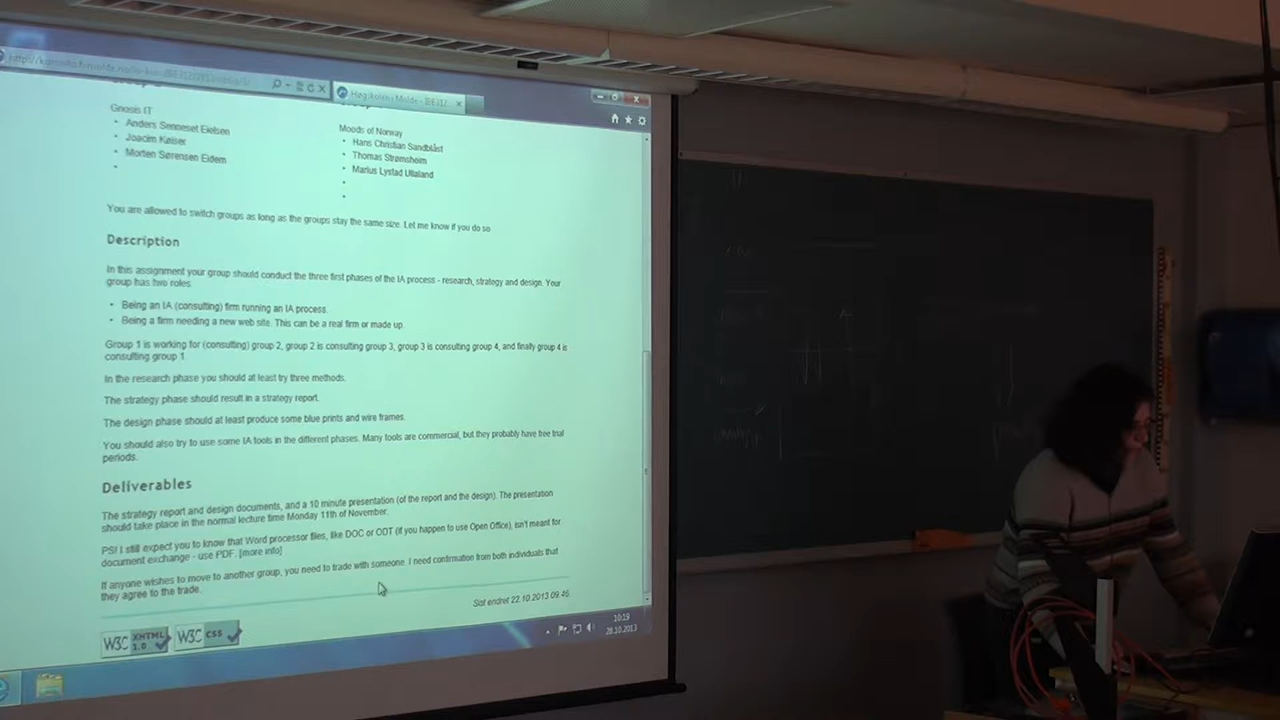 Høgskolen i Molde - IBE312...
Gnosis IT
• Anders Senneset Eielsen
• Joacim Køiser
• Morten Sørensen Eidem
Moods of Norway
• Hans Christian Sandblåst
• Thomas Strømsheim
• Marius Lystad Ullaland
You are allowed to switch groups as long as the groups stay the same size. Let me know if you do so
Description
In this assignment your group should conduct the three first phases of the IA process - research, strategy and design. Your
group has two roles.
• Being an IA (consulting) firm running an IA process.
• Being a firm needing a new web site. This can be a real firm or made up.
Group 1 is working for (consulting) group 2, group 2 is consulting group 3, group 3 is consulting group 4, and finally group 4 is
consulting group 1
In the research phase you should at least try three methods.
The strategy phase should result in a strategy report.
The design phase should at least produce some blue prints and wire frames.
You should also try to use some IA tools in the different phases. Many tools are commercial, but they probably have free trial
periods.
Deliverables
The strategy report and design documents, and a 10 minute presentation (of the report and the design). The presentation
should take place in the normal lecture time Monday 11th of November.
PS! I still expect you to know that Word processor files, like DOC or ODT (if you happen to use Open Office), isn't meant for
document exchange - use PDF. [more info]
If anyone wishes to move to another group, you need to trade with someone. I need confirmation from both individuals that
they agree to the trade.
Sist endret 22.10.2013 09.46.
W3C XHTML 1.0 W3C CSS
10:19
28.10.2013